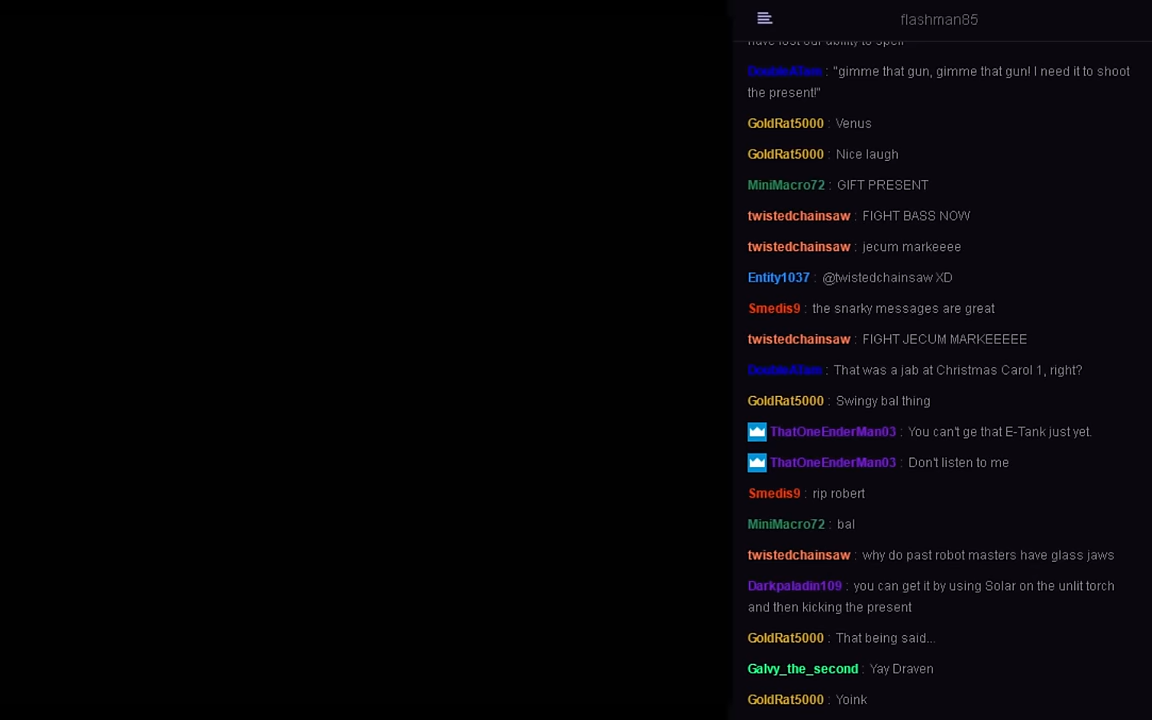 flashman85
have lost our ability to spell
DoubleATam : "gimme that gun, gimme that gun! I need it to shoot
the present!"
GoldRat5000 : Venus
GoldRat5000 : Nice laugh
MiniMacro72 : GIFT PRESENT
twistedchainsaw : FIGHT BASS NOW
twistedchainsaw : jecum markeeee
Entity1037 : @twistedchainsaw XD
Smedis9 : the snarky messages are great
twistedchainsaw : FIGHT JECUM MARKEEEEE
DoubleATam : That was a jab at Christmas Carol 1, right?
GoldRat5000 : Swingy bal thing
ThatOneEnderMan03 : You can't ge that E-Tank just yet.
ThatOneEnderMan03 : Don't listen to me
Smedis9 : rip robert
MiniMacro72 : bal
twistedchainsaw : why do past robot masters have glass jaws
Darkpaladin109 : you can get it by using Solar on the unlit torch
and then kicking the present
GoldRat5000 : That being said...
Galvy_the_second : Yay Draven
GoldRat5000 : Yoink